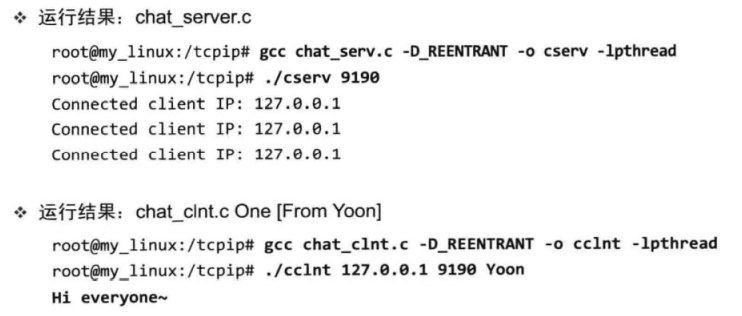 ❖ 运行结果：chat_server.c
root@my_linux:/tcpip# gcc chat_serv.c -D_REENTRANT -o cserv -lpthread
root@my_linux:/tcpip# ./cserv 9190
Connected client IP: 127.0.0.1
Connected client IP: 127.0.0.1
Connected client IP: 127.0.0.1
❖ 运行结果：chat_clnt.c One [From Yoon]
root@my_linux:/tcpip# gcc chat_clnt.c -D_REENTRANT -o cclnt -lpthread
root@my_linux:/tcpip# ./cclnt 127.0.0.1 9190 Yoon
Hi everyone~